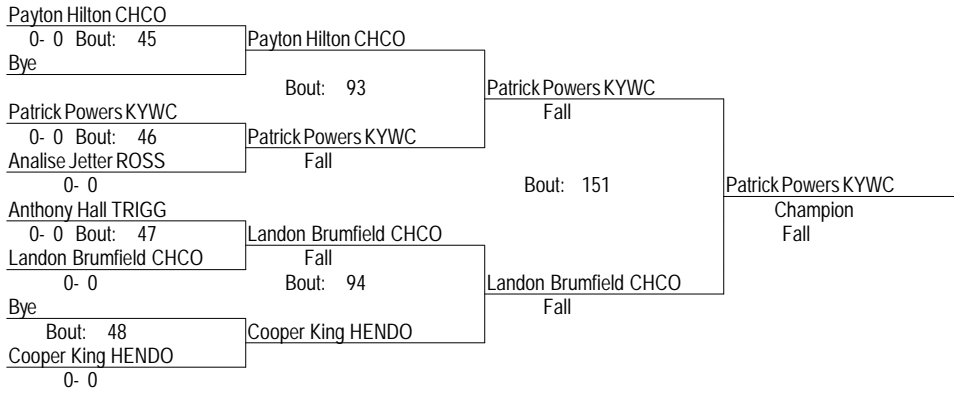 Payton Hilton CHCO
0- 0 Bout: 45
Bye
Payton Hilton CHCO
Bout: 93
Patrick Powers KYWC
0- 0 Bout: 46
Analise Jetter ROSS
0- 0
Patrick Powers KYWC
Fall
Patrick Powers KYWC
Fall
Bout: 151
Anthony Hall TRIGG
0- 0 Bout: 47
Landon Brumfield CHCO
0- 0
Landon Brumfield CHCO
Fall
Bout: 94
Bye
Bout: 48
Cooper King HENDO
0- 0
Cooper King HENDO
Landon Brumfield CHCO
Fall
Patrick Powers KYWC
Champion
Fall